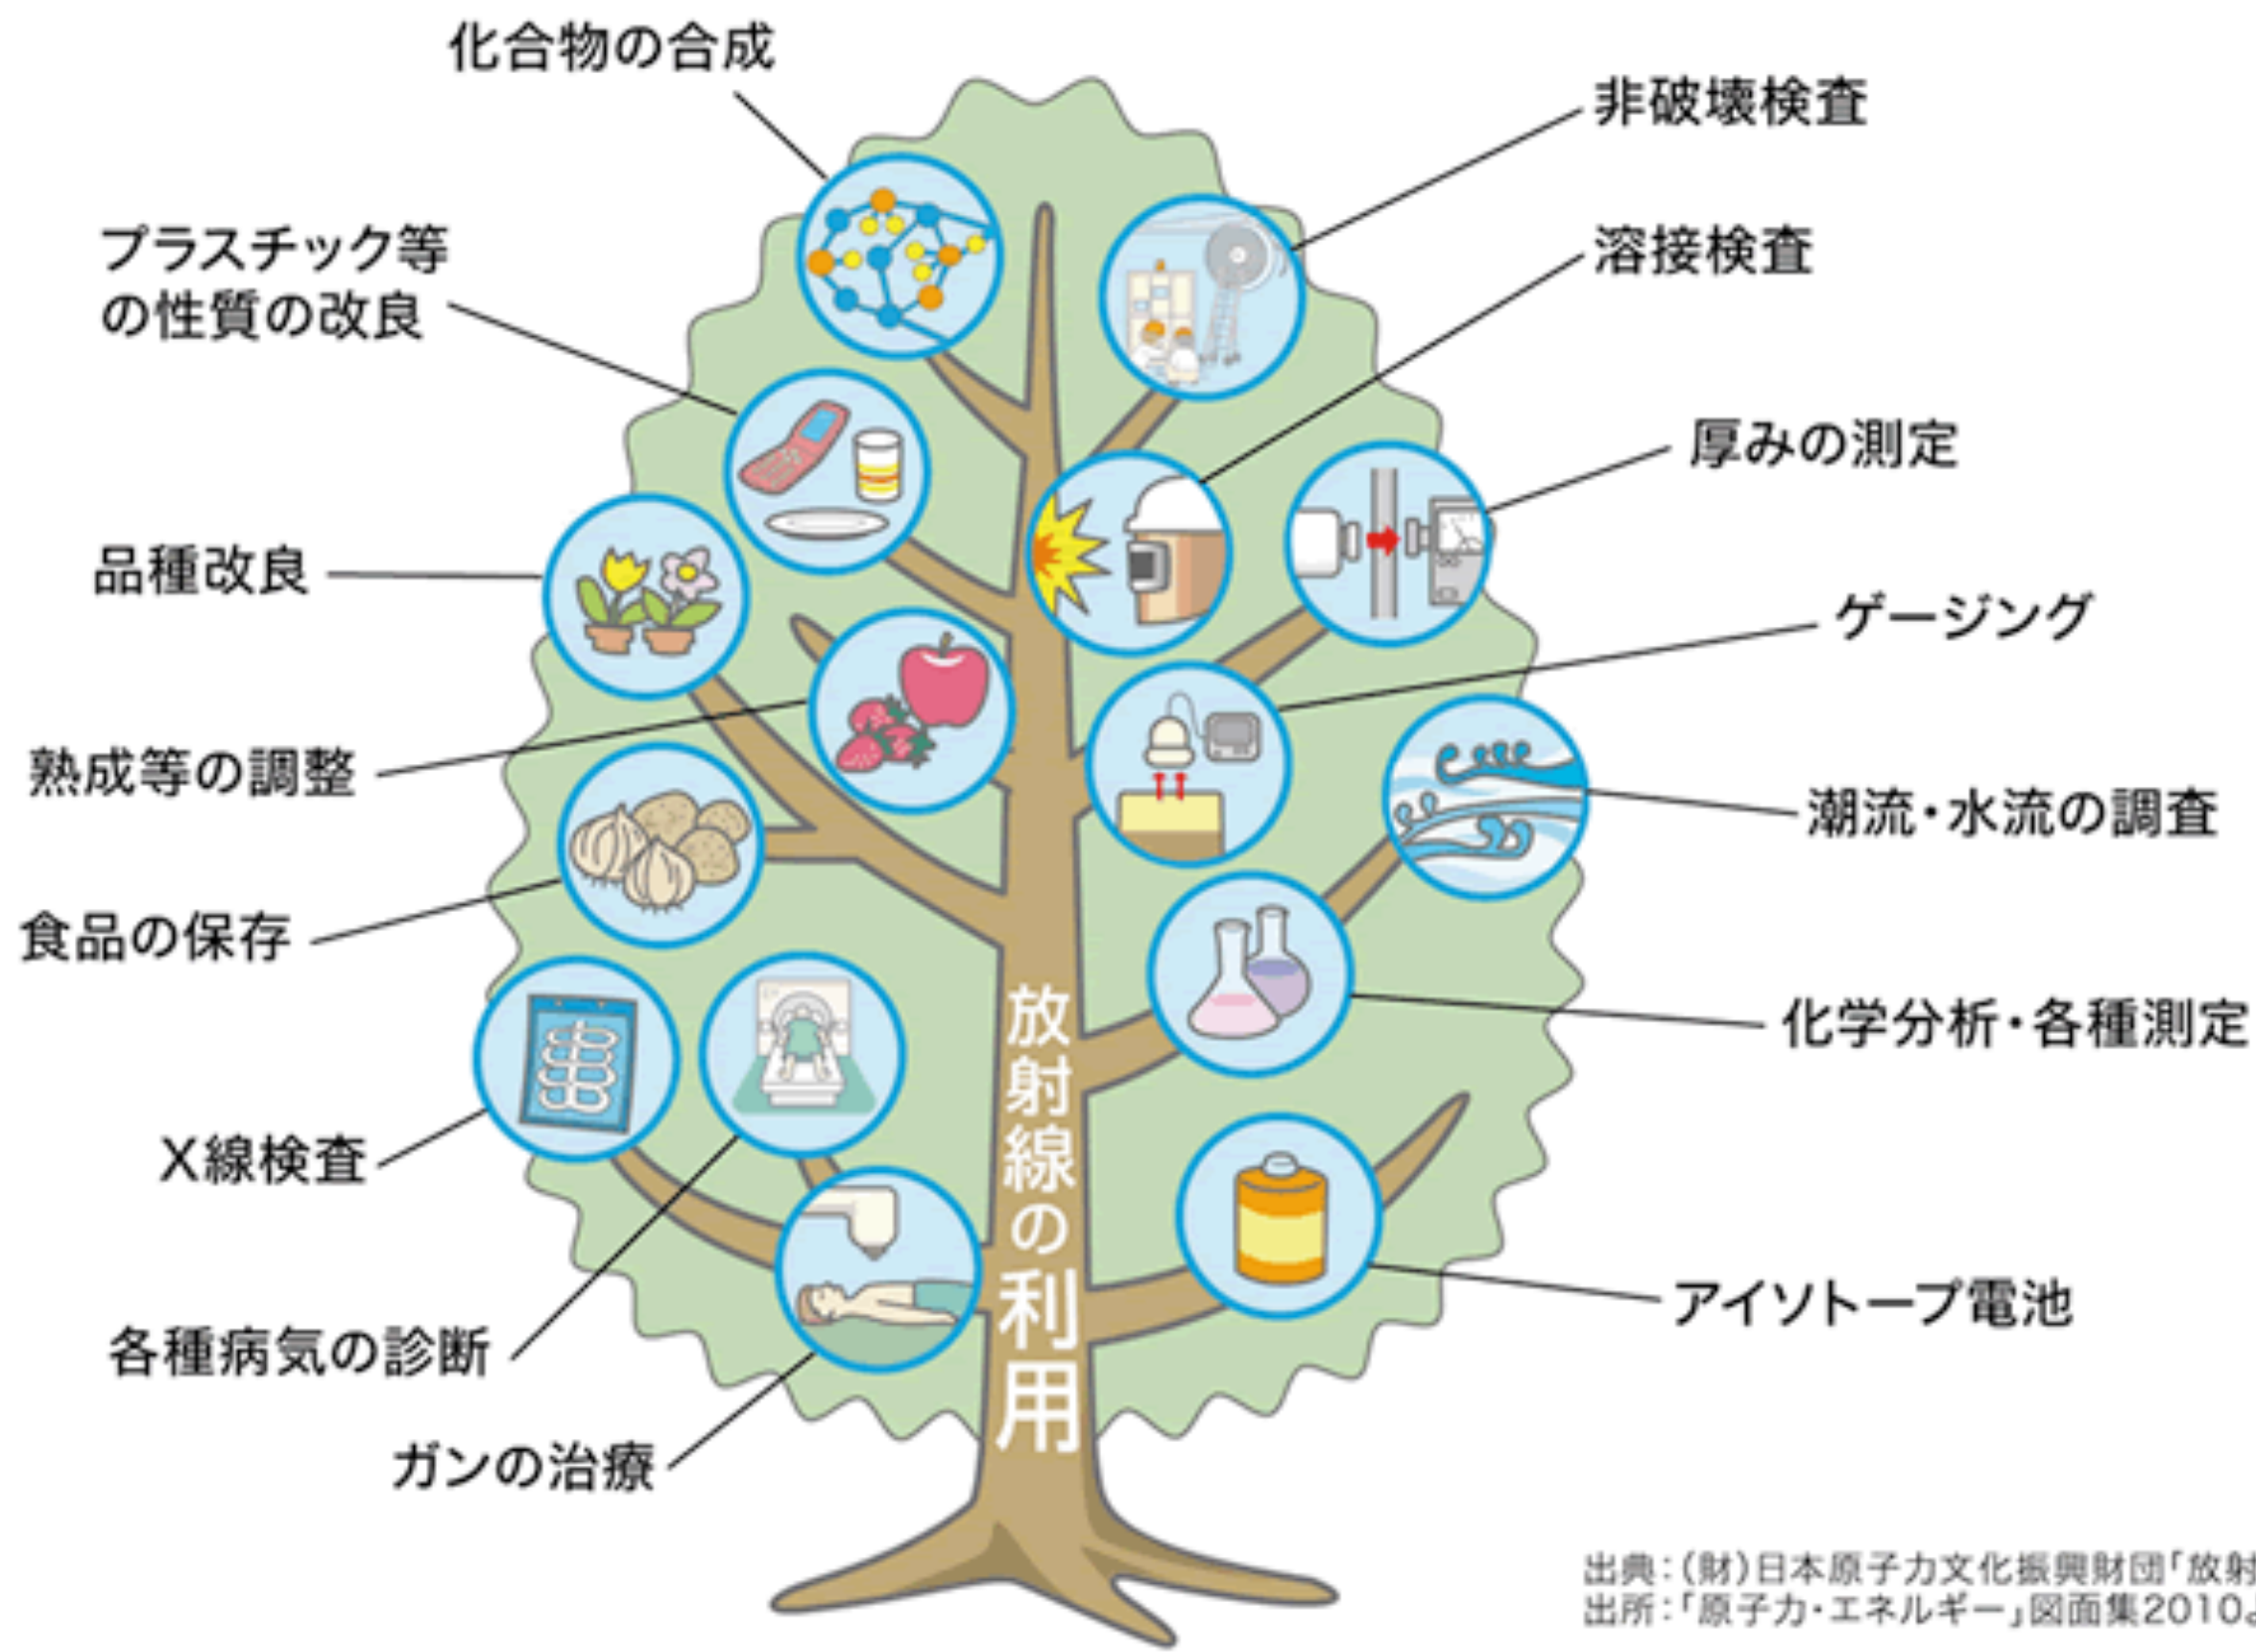 化合物の合成
非破壊検査
プラスチック等
の性質の改良
溶接検査
厚みの測定
品種改良
ゲージング
熟成等の調整
潮流・水流の調査
食品の保存
化学分析・各種測定
X線検査
アイソトープ電池
各種病気の診断
ガンの治療
放射線の利用
出典:(財)日本原子力文化振興財団「放射
出所:「原子力・エネルギー」図面集2010よ